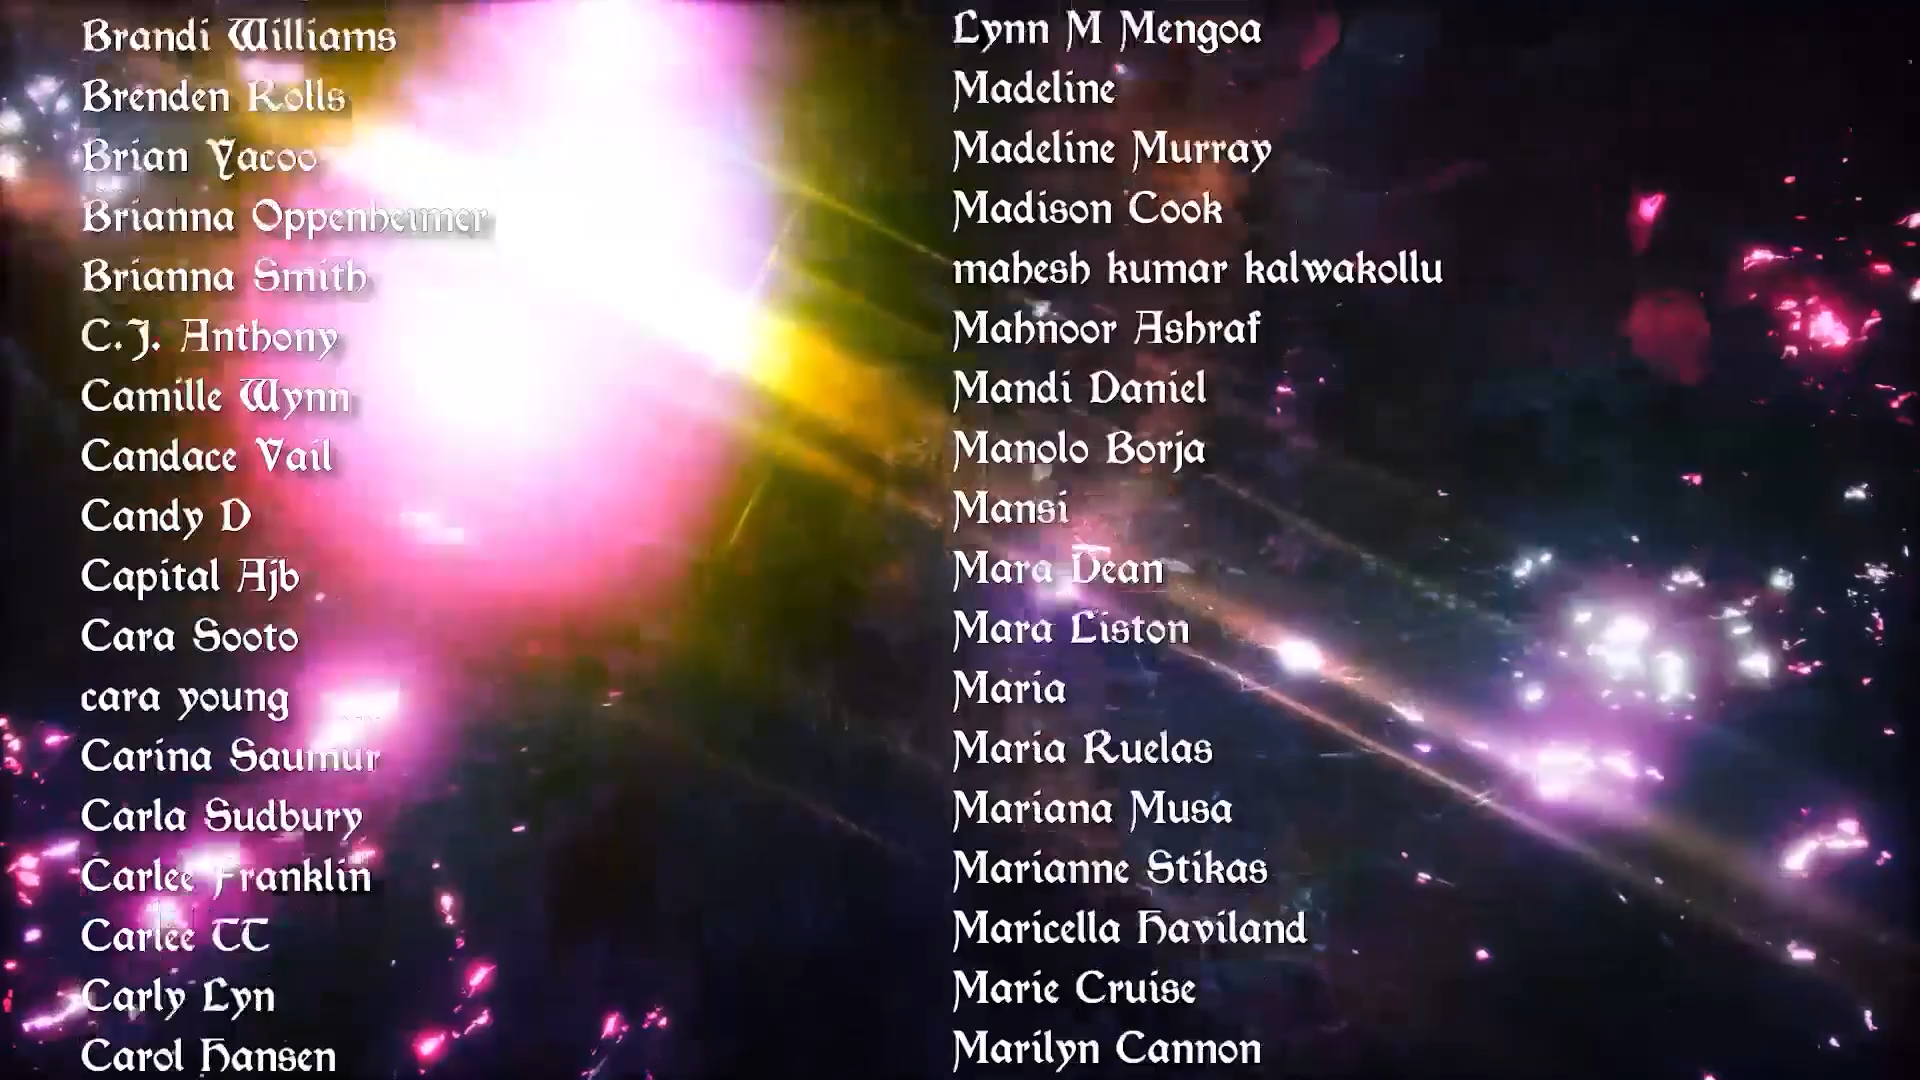 Brandi Williams
Brenden Rolls
Brian Yacoo
Brianna Oppenheimer
Brianna Smith
C.J. Anthony
Camille Wynn
Candace Vail
Candy D
Capital Ajb
Cara Sooto
cara young
Carina Saumur
Carla Sudbury
Carlee Franklin
Carlee TT
Carly Lyn
Carol Hansen
Lynn M Mengoa
Madeline
Madeline Murray
Madison Cook
mahesh kumar kalwakollu
Mahnoor Ashraf
Mandi Daniel
Manolo Borja
Mansi
Mara Dean
Mara Liston
Maria
Maria Ruelas
Mariana Musa
Marianne Stikas
Maricella Haviland
Marie Cruise
Marilyn Cannon